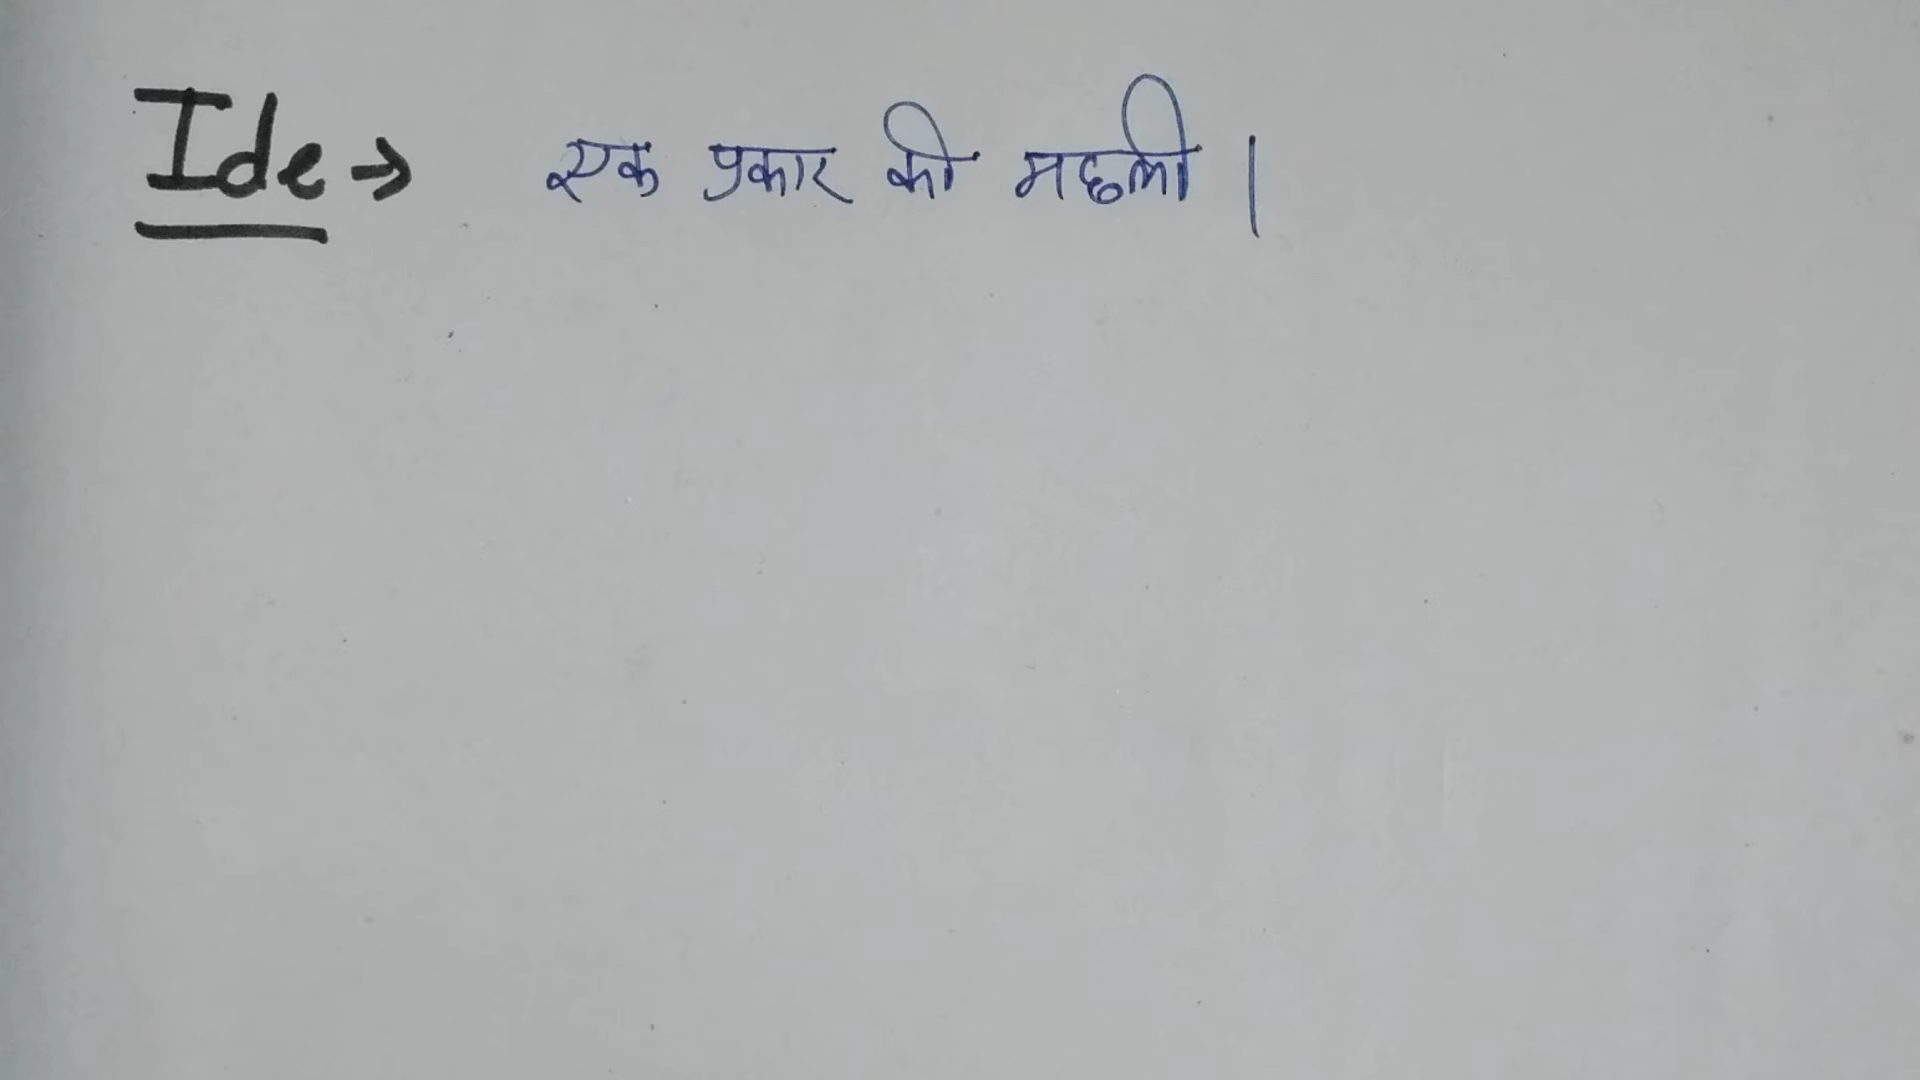 Ide → एक प्रकार की मछली |